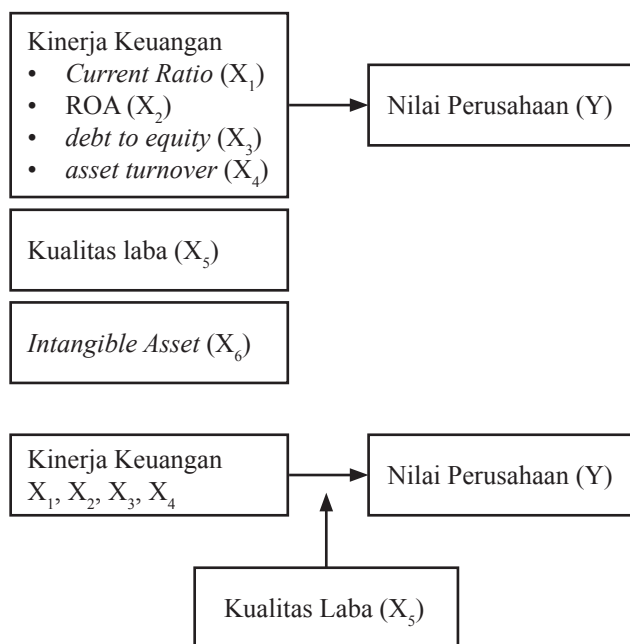 Kinerja Keuangan
• Current Ratio (X₁)
• ROA (X₂)
• debt to equity (X₃)
• asset turnover (X₄)
Nilai Perusahaan (Y)
Kualitas laba (X₅)
Intangible Asset (X₆)
Kinerja Keuangan
X₁, X₂, X₃, X₄
Nilai Perusahaan (Y)
Kualitas Laba (X₅)